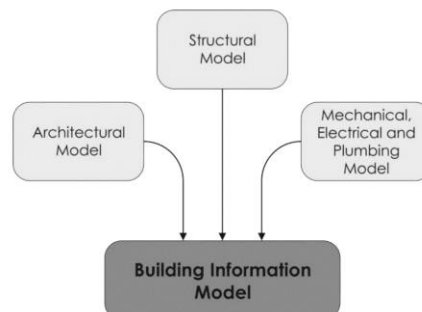 Structural
Model
Architectural
Model
Mechanical,
Electrical and
Plumbing
Model
Building Information
Model